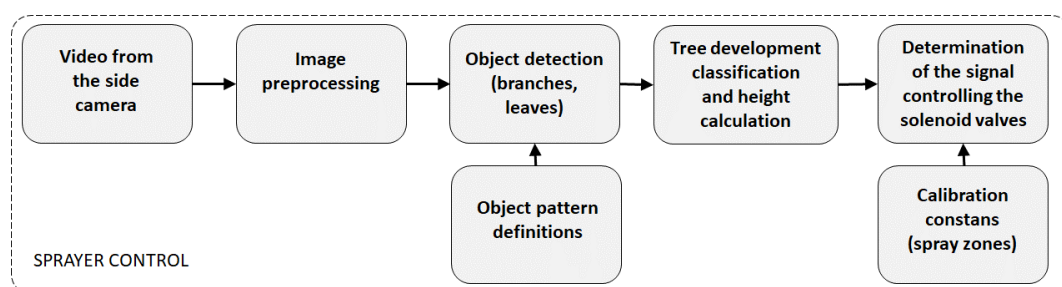 Video from
the side
camera
Image
preprocessing
Object detection
(branches,
leaves)
Tree development
classification
and height
calculation
Determination
of the signal
controlling the
solenoid valves
Object pattern
definitions
Calibration
constans
(spray zones)
SPRAYER CONTROL